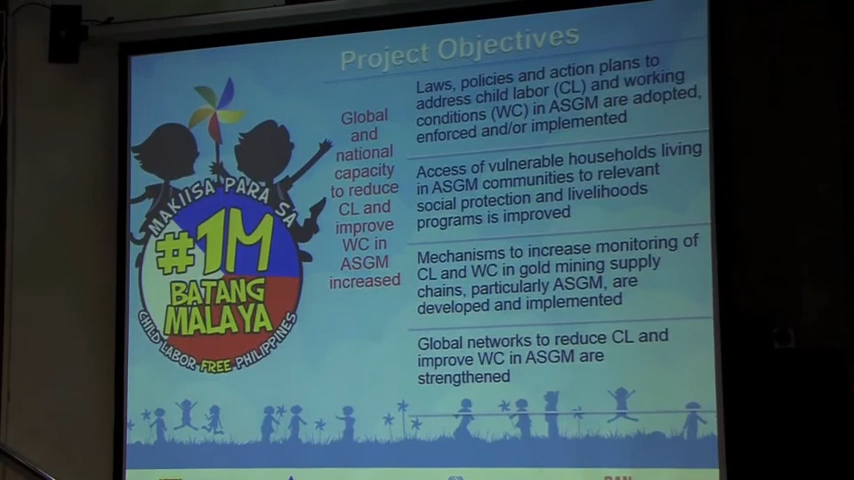 Project Objectives
Global
and
national
capacity
to reduce
CL and
improve
WC in
ASGM
increased
Laws, policies and action plans to
address child labor (CL) and working
conditions (WC) in ASGM are adopted,
enforced and/or implemented
Access of vulnerable households living
in ASGM communities to relevant
social protection and livelihoods
programs is improved
Mechanisms to increase monitoring of
CL and WC in gold mining supply
chains, particularly ASGM, are
developed and implemented
Global networks to reduce CL and
improve WC in ASGM are
strengthened
MAKIISA PARA SA
#1M
BATANG
MALAYA
CHILD LABOR FREE PHILIPPINES